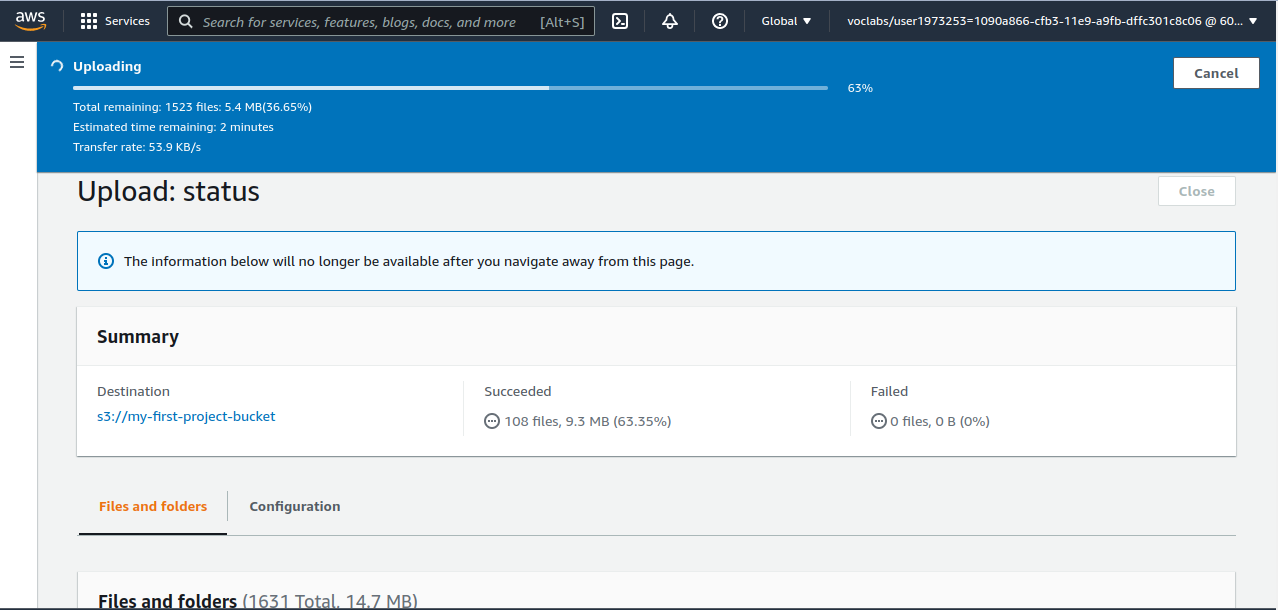 aws Services Search for services, features, blogs, docs, and more [Alt+S] Global ▼ voclabs/user1973253=1090a866-cfb3-11e9-a9fb-dffc301c8c06 @ 60... ▼
Uploading
63%
Cancel
Total remaining: 1523 files: 5.4 MB(36.65%)
Estimated time remaining: 2 minutes
Transfer rate: 53.9 KB/s
Upload: status
Close
The information below will no longer be available after you navigate away from this page.
Summary
Destination Succeeded Failed
s3://my-first-project-bucket 108 files, 9.3 MB (63.35%) 0 files, 0 B (0%)
Files and folders Configuration
Files and folders (1631 Total, 14.7 MB)